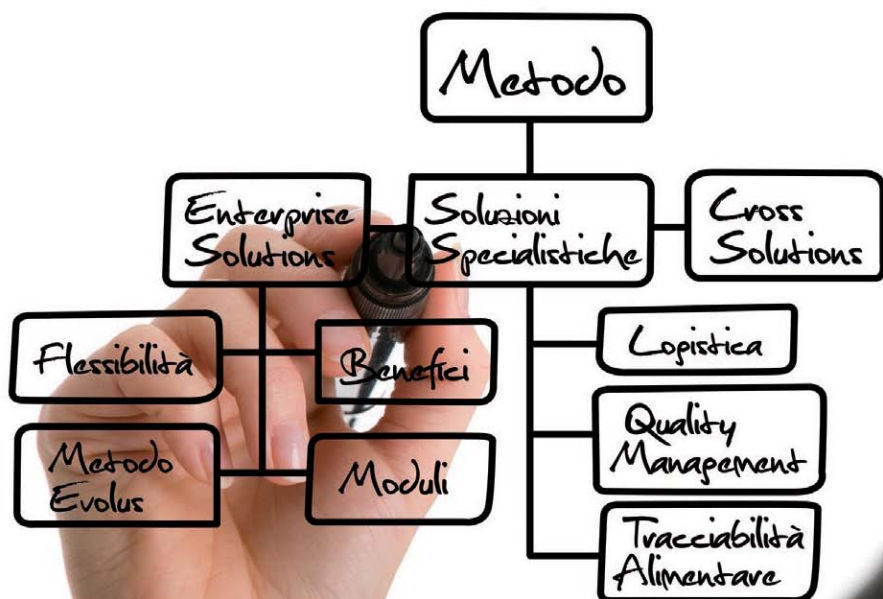 Metodo
Enterprise
Solutions
Soluzioni
Specialistiche
Cross
Solutions
Flessibilità
Benefici
Logistica
Metodo
Evolus
Moduli
Quality
Management
Tracciabilità
Alimentare